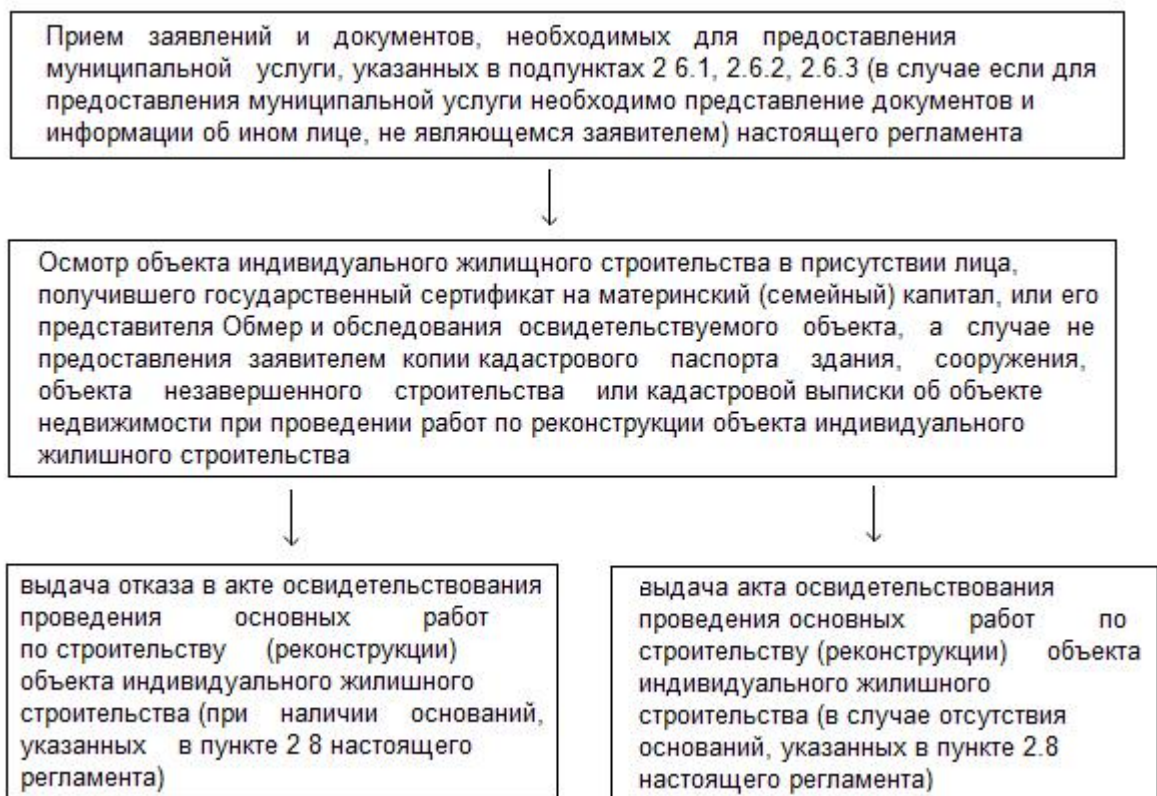 Прием заявлений и документов, необходимых для предоставления
муниципальной услуги, указанных в подпунктах 2 6.1, 2.6.2, 2.6.3 (в случае если для
предоставления муниципальной услуги необходимо представление документов и
информации об ином лице, не являющемся заявителем) настоящего регламента
Осмотр объекта индивидуального жилищного строительства в присутствии лица,
получившего государственный сертификат на материнский (семейный) капитал, или его
представителя Обмер и обследования освидетельствуемого объекта, а случае не
предоставления заявителем копии кадастрового паспорта здания, сооружения,
объекта незавершенного строительства или кадастровой выписки об объекте
недвижимости при проведении работ по реконструкции объекта индивидуального
жилишного строительства
выдача отказа в акте освидетельствования
проведения основных работ
по строительству (реконструкции)
объекта индивидуального жилишного
строительства (при наличии оснований,
указанных в пункте 2 8 настоящего
регламента)
выдача акта освидетельствования
проведения основных работ по
строительству (реконструкции) объекта
индивидуального жилишного
строительства (в случае отсутствия
оснований, указанных в пункте 2.8
настоящего регламента)